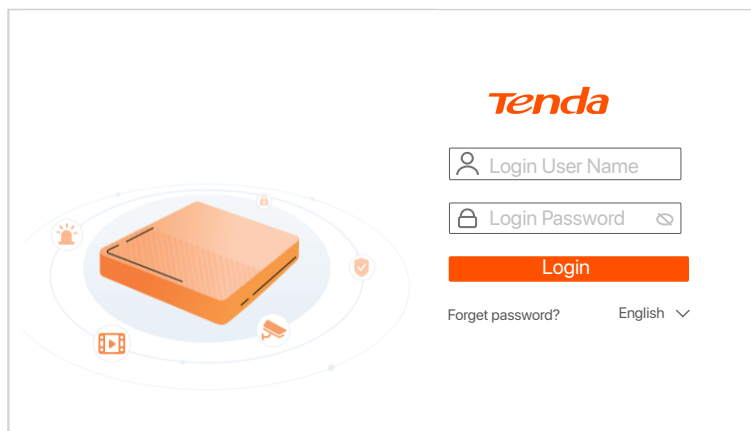 Tenda
Login User Name
Login Password
Login
Forget password?
English